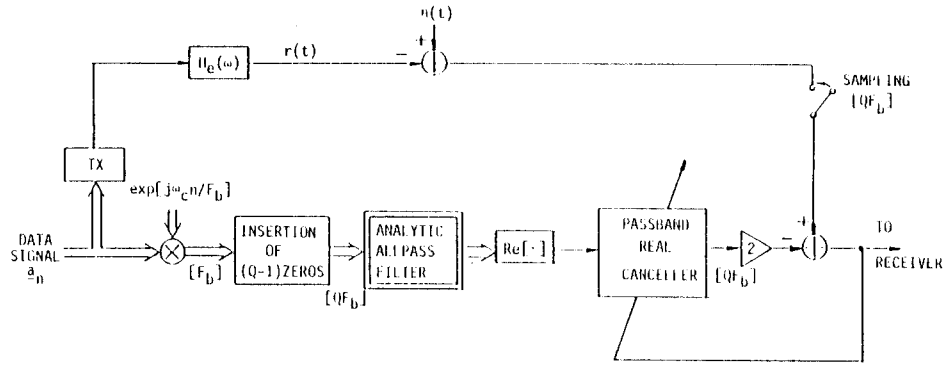 n(t)
+
H_e(ω)
r(t)
−
SAMPLING
[QF_b]
TX
exp[jω_c n/F_b]
DATA
SIGNAL
a_n
[F_b]
INSERTION
OF
(Q-1)ZEROS
[QF_b]
ANALYTIC
ALLPASS
FILTER
Re[·]
PASSBAND
REAL
CANCELLER
[QF_b]
2
−
+
TO
RECEIVER